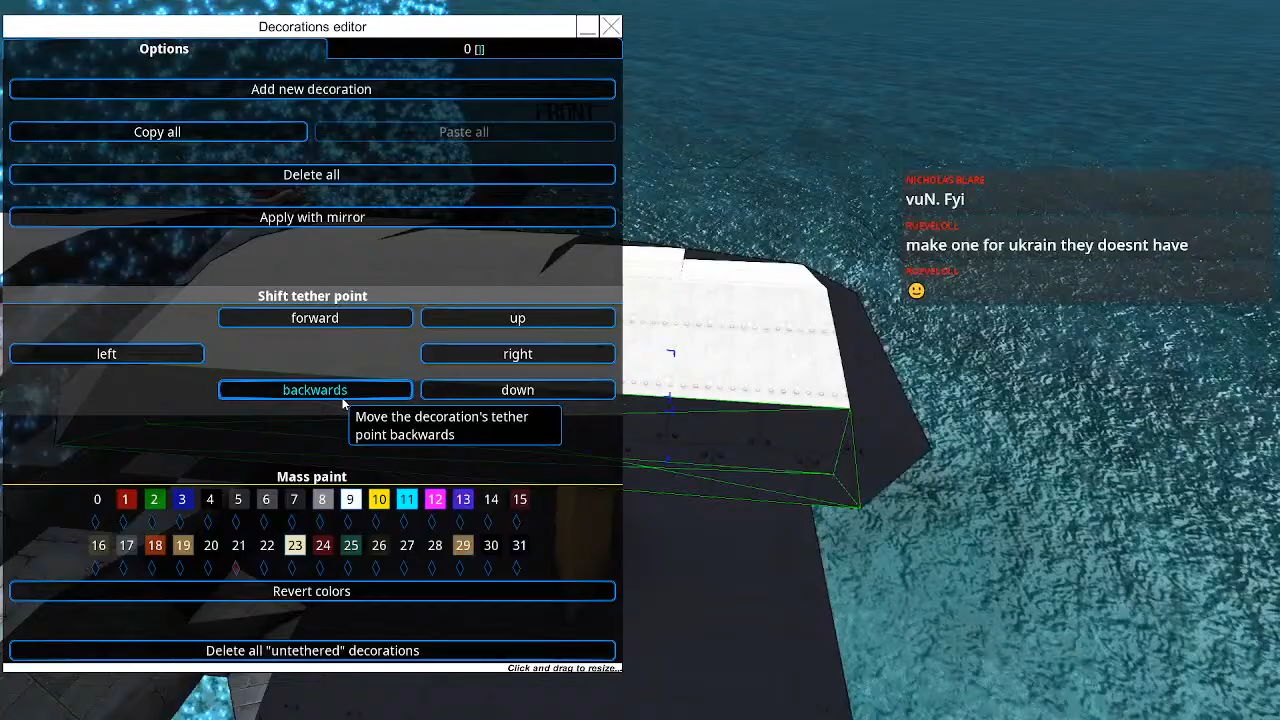 Decorations editor
Options
0 []
Add new decoration
FRONT
Copy all
Paste all
Delete all
Apply with mirror
NICHOLAS BLARE
vuN. Fyi
make one for ukrain they doesnt have
Shift tether point
forward
up
left
right
backwards
down
Move the decoration's tether
point backwards
Mass paint
0 1 2 3 4 5 6 7 8 9 10 11 12 13 14 15
16 17 18 19 20 21 22 23 24 25 26 27 28 29 30 31
Revert colors
Delete all "untethered" decorations
Click and drag to resize...